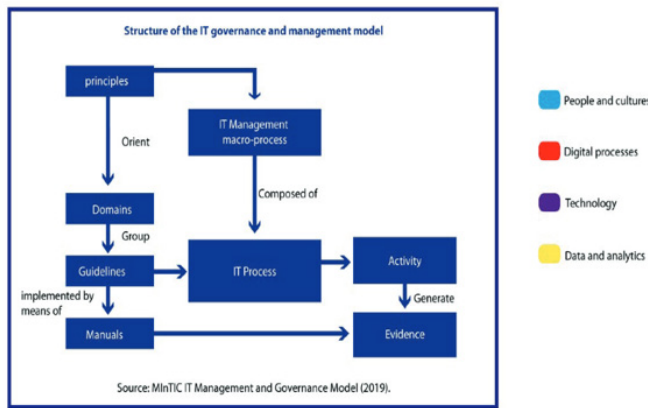 Structure of the IT governance and management model
principles
IT Management
macro-process
Orient
Composed of
Domains
Group
Guidelines
IT Process
Activity
implemented by
means of
Generate
Manuals
Evidence
Source: MInTIC IT Management and Governance Model (2019).
People and cultures
Digital processes
Technology
Data and analytics